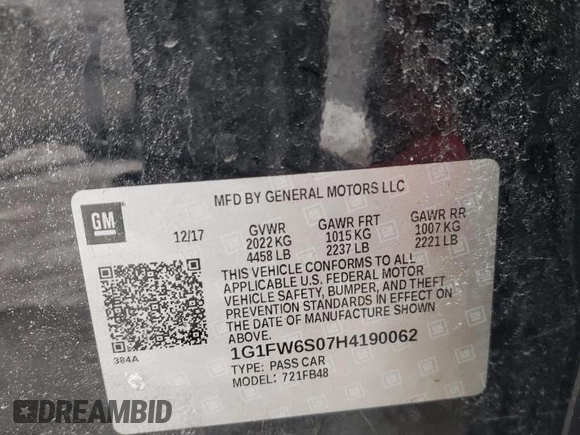 MFD BY GENERAL MOTORS LLC
GM
12/17
GVWR
2022 KG
4458 LB
GAWR FRT
1015 KG
2237 LB
GAWR RR
1007 KG
2221 LB
THIS VEHICLE CONFORMS TO ALL
APPLICABLE U.S. FEDERAL MOTOR
VEHICLE SAFETY, BUMPER, AND THEFT
PREVENTION STANDARDS IN EFFECT ON
THE DATE OF MANUFACTURE SHOWN
ABOVE.
384A
1G1FW6S07H4190062
TYPE: PASS CAR
MODEL: 721FB48
DREAMBID